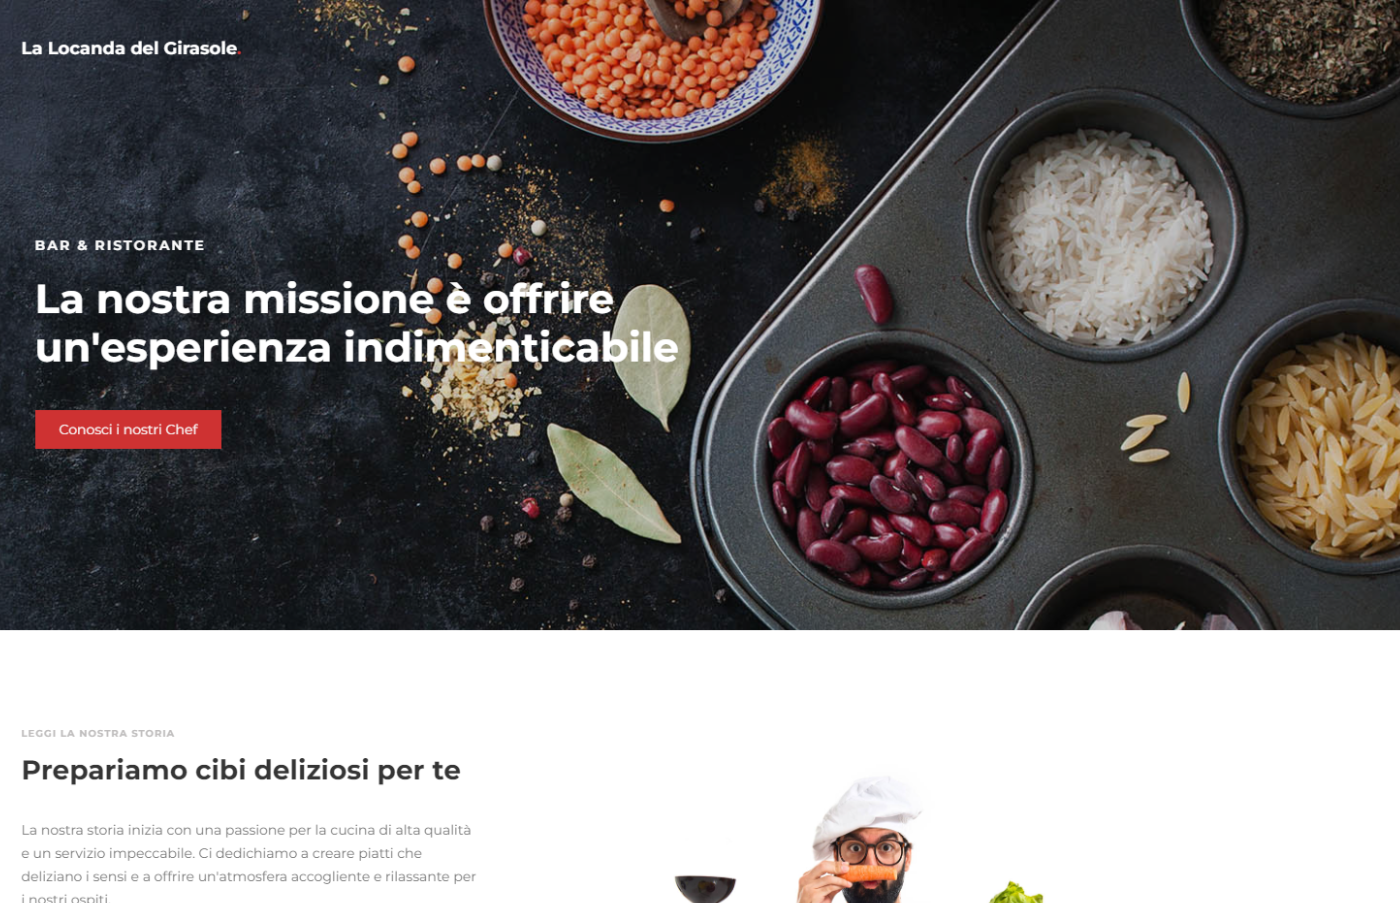 La Locanda del Girasole.
BAR & RISTORANTE
La nostra missione è offrire
un'esperienza indimenticabile
Conosci i nostri Chef
LEGGI LA NOSTRA STORIA
Prepariamo cibi deliziosi per te
La nostra storia inizia con una passione per la cucina di alta qualità
e un servizio impeccabile. Ci dedichiamo a creare piatti che
deliziano i sensi e a offrire un'atmosfera accogliente e rilassante per
i nostri ospiti.